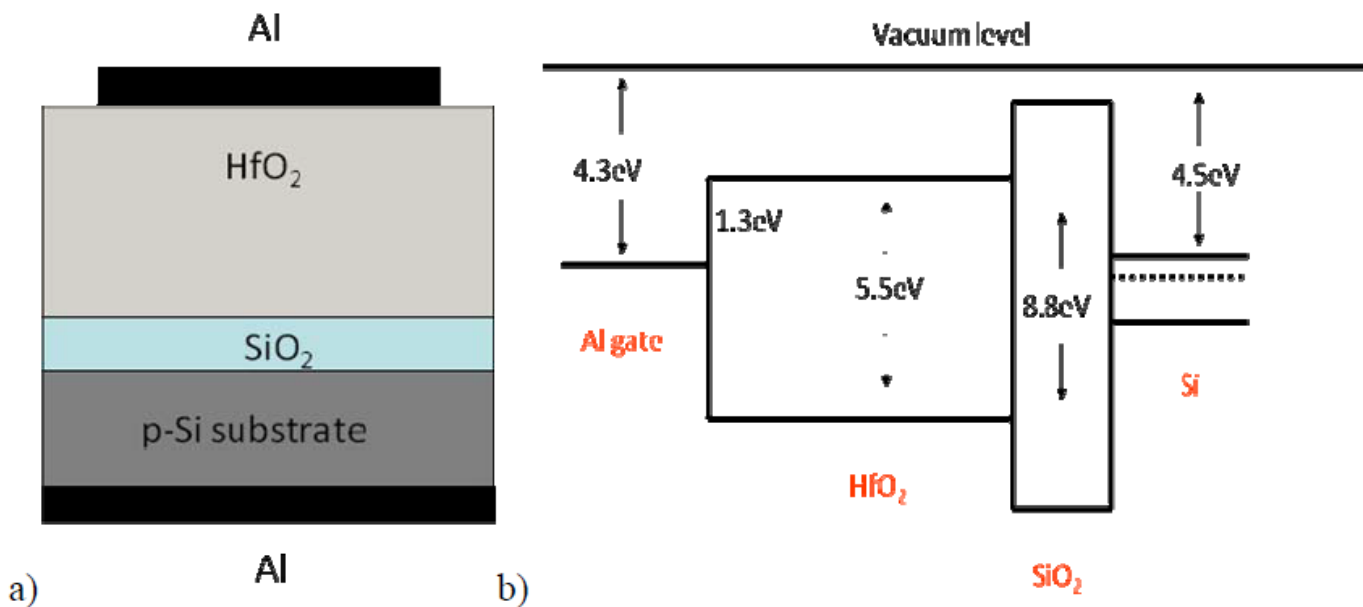 Al
HfO₂
SiO₂
p-Si substrate
Al
a)
Vacuum level
4.3eV
4.5eV
1.3eV
5.5eV
8.8eV
Al gate
Si
HfO₂
SiO₂
b)